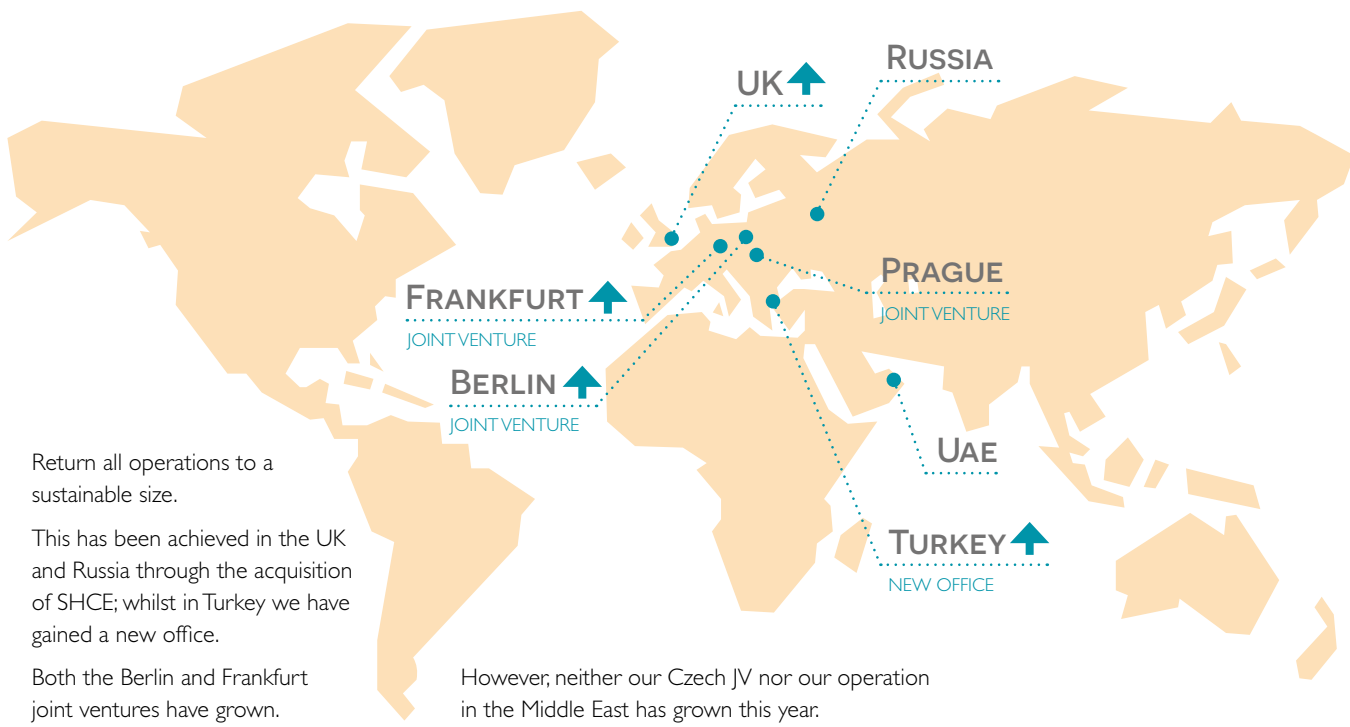 RUSSIA
UK
PRAGUE
JOINT VENTURE
FRANKFURT
JOINT VENTURE
BERLIN
JOINT VENTURE
UAE
TURKEY
NEW OFFICE
Return all operations to a
sustainable size.
This has been achieved in the UK
and Russia through the acquisition
of SHCE; whilst in Turkey we have
gained a new office.
Both the Berlin and Frankfurt
joint ventures have grown.
However, neither our Czech JV nor our operation
in the Middle East has grown this year.